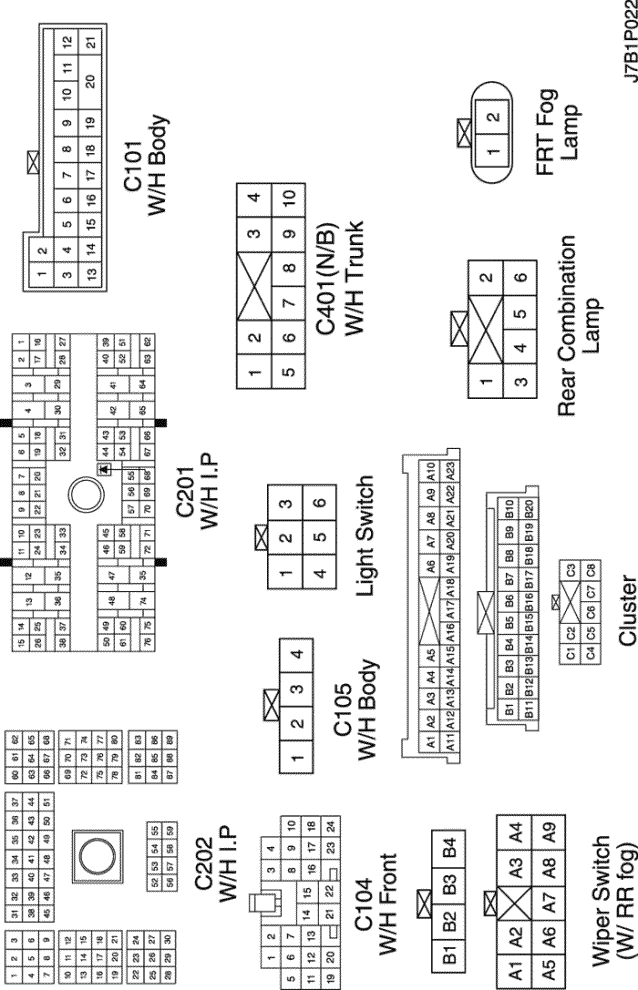 1 2 3
4 5 6
7 8 9
10 11 12
13 14 15
16 17 18
19 20 21
22 23 24
25 26 27
28 29 30
31 32 33 34 35 36 37
38 39 40 41 42 43 44
45 46 47 48 49 50 51
52 53 54 55
56 57 58 59
60 61 62
63 64 65
66 67 68
69 70 71
72 73 74
75 76 77
78 79 80
81 82 83
84 85 86
87 88 89
C202
W/H I.P
15 14 13 12 11 10 9 8 7 6 5 4 3 2 1
26 25 24 23 22 21 20 19 18 17 16
38 37 36 35 34 33 32 31 30 29 28 27
50 49 48 47 46 45 44 43 42 41 40 39
61 60 59 58 57 56 55 54 53 52 51
76 75 74 35 72 71 70 69 68 67 66 65 64 63 62
C201
W/H I.P
1 2
3 4 5 6 7 8 9 10 11 12
13 14 15 16 17 18 19 20 21
C101
W/H Body
1 2 3 4
5 6 7 8 9 10
11 12 13 14 15 16 17 18
19 20 21 22 23 24
C104
W/H Front
1 2 3 4
C105
W/H Body
1 2 3
4 5 6
Light Switch
1 2 3 4
5 6 7 8 9 10
C401(N/B)
W/H Trunk
B1 B2 B3 B4
A1 A2 A3 A4
A5 A6 A7 A8 A9
Wiper Switch
(W/ RR fog)
A1 A2 A3 A4 A5 A6 A7 A8 A9 A10
A11 A12 A13 A14 A15 A16 A17 A18 A19 A20 A21 A22 A23
B1 B2 B3 B4 B5 B6 B7 B8 B9 B10
B11 B12 B13 B14 B15 B16 B17 B18 B19 B20
C1 C2 C3
C4 C5 C6 C7 C8
Cluster
1 2
3 4 5 6
Rear Combination
Lamp
1 2
FRT Fog
Lamp
J7B1P022